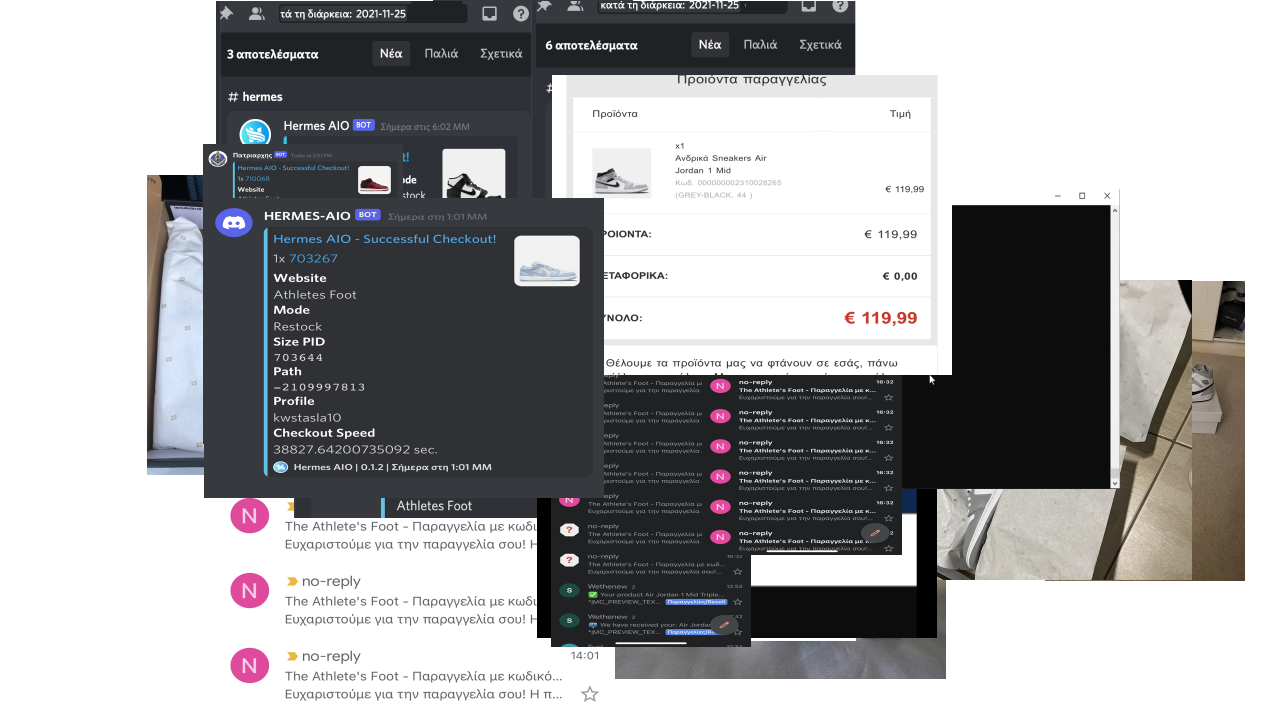 τά τη διάρκεια: 2021-11-25
3 αποτελέσματα
Νέα
Παλιά
Σχετικά
# hermes
Hermes AIO BOT Σήμερα στις 6:02 MM
κατά τη διάρκεια: 2021-11-25
6 αποτελέσματα
Νέα
Παλιά
Σχετικά
#
Πατριαρχης BOT
Hermes AIO - Successful Checkout!
1x 710068
Website
stock
HERMES-AIO BOT Σήμερα στη 1:01 MM
Hermes AIO - Successful Checkout!
1x 703267
Website
Athletes Foot
Mode
Restock
Size PID
703644
Path
–2109997813
Profile
kwstasla10
Checkout Speed
38827.64200735092 sec.
Hermes AIO | 0.1.2 | Σήμερα στη 1:01 MM
Athletes Foot
Προϊόντα παραγγελίας
Προϊόντα
Τιμή
x1
Ανδρικά Sneakers Air
Jordan 1 Mid
Κωδ. 000000002310028265
(GREY-BLACK, 44 )
€ 119,99
ΡΟΙΟΝΤΑ:
€ 119,99
ΕΤΑΦΟΡΙΚΑ:
€ 0,00
ΥΝΟΛΟ:
€ 119,99
Θέλουμε τα προϊόντα μας να φτάνουν σε εσάς, πάνω
N
no-reply
16:32
The Athlete's Foot - Παραγγελία με κ...
Ευχαριστούμε για την παραγγελία σου!...
N
no-reply
16:32
The Athlete's Foot - Παραγγελία με κ...
Ευχαριστούμε για την παραγγελία σου!...
N
no-reply
16:32
The Athlete's Foot - Παραγγελία με κ...
Ευχαριστούμε για την παραγγελία σου!...
N
no-reply
16:32
The Athlete's Foot - Παραγγελία με κ...
Ευχαριστούμε για την παραγγελία σου!...
N
no-reply
16:32
The Athlete's Foot - Παραγγελία με κ...
Ευχαριστούμε για την παραγγελία σου!...
N
no-reply
16:32
The Athlete's Foot - Παραγγελία με κ...
Ευχαριστούμε για την παραγγελία σου!...
?
no-reply
The Athlete's Foot - Παραγγελία
Ευχαριστούμε για την παραγγελία
?
no-reply
The Athlete's Foot - Παραγγελία με κωδ...
Ευχαριστούμε για την παραγγελία σου!...
S
Wethenew 2
13:53
Your product Air Jordan 1 Mid Triple...
*|MC_PREVIEW_TEX... Παραγγελίες/Resell
S
Wethenew 2
We have received your: Air Jordan
*|MC_PREVIEW_TEX...
N
The Athlete's Foot - Παραγγελία με κωδι
Ευχαριστούμε για την παραγγελία σου! Η
N
no-reply
The Athlete's Foot - Παραγγελία με κωδι
Ευχαριστούμε για την παραγγελία σου! Η
N
no-reply
14:01
The Athlete's Foot - Παραγγελία με κωδικό...
Ευχαριστούμε για την παραγγελία σου! Η π...